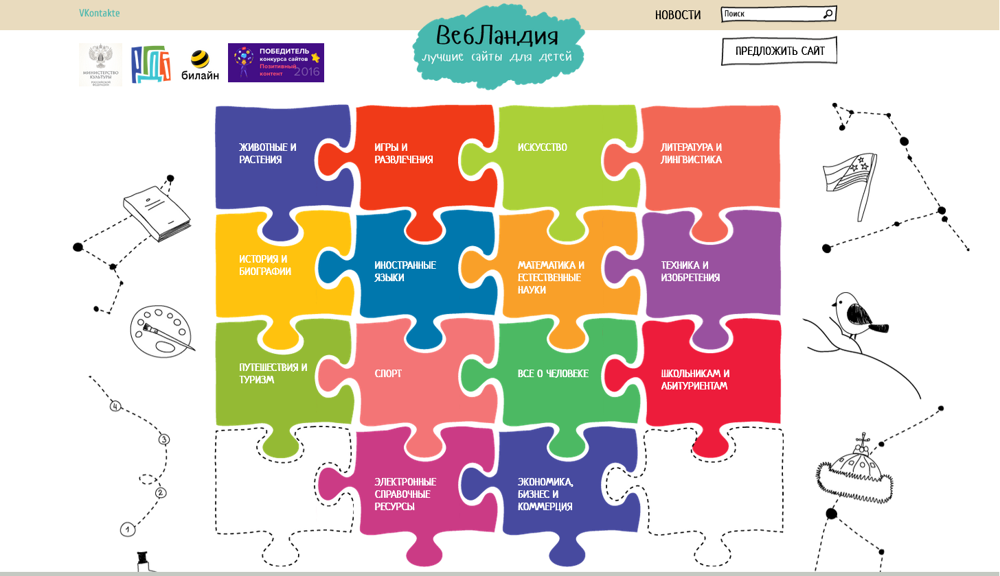 VKontakte
ВебЛандия
лучшие сайты для детей
НОВОСТИ
Поиск
ПРЕДЛОЖИТЬ САЙТ
МИНИСТЕРСТВО
КУЛЬТУРЫ
РОССИЙСКОЙ
ФЕДЕРАЦИИ
РГДБ
билайн
ПОБЕДИТЕЛЬ
конкурса сайтов
Позитивный
контент 2016
ЖИВОТНЫЕ И
РАСТЕНИЯ
ИГРЫ И
РАЗВЛЕЧЕНИЯ
ИСКУССТВО
ЛИТЕРАТУРА И
ЛИНГВИСТИКА
ИСТОРИЯ И
БИОГРАФИИ
ИНОСТРАННЫЕ
ЯЗЫКИ
МАТЕМАТИКА И
ЕСТЕСТВЕННЫЕ
НАУКИ
ТЕХНИКА И
ИЗОБРЕТЕНИЯ
ПУТЕШЕСТВИЯ И
ТУРИЗМ
СПОРТ
ВСЕ О ЧЕЛОВЕКЕ
ШКОЛЬНИКАМ И
АБИТУРИЕНТАМ
ЭЛЕКТРОННЫЕ
СПРАВОЧНЫЕ
РЕСУРСЫ
ЭКОНОМИКА,
БИЗНЕС И
КОММЕРЦИЯ
4
3
2
1